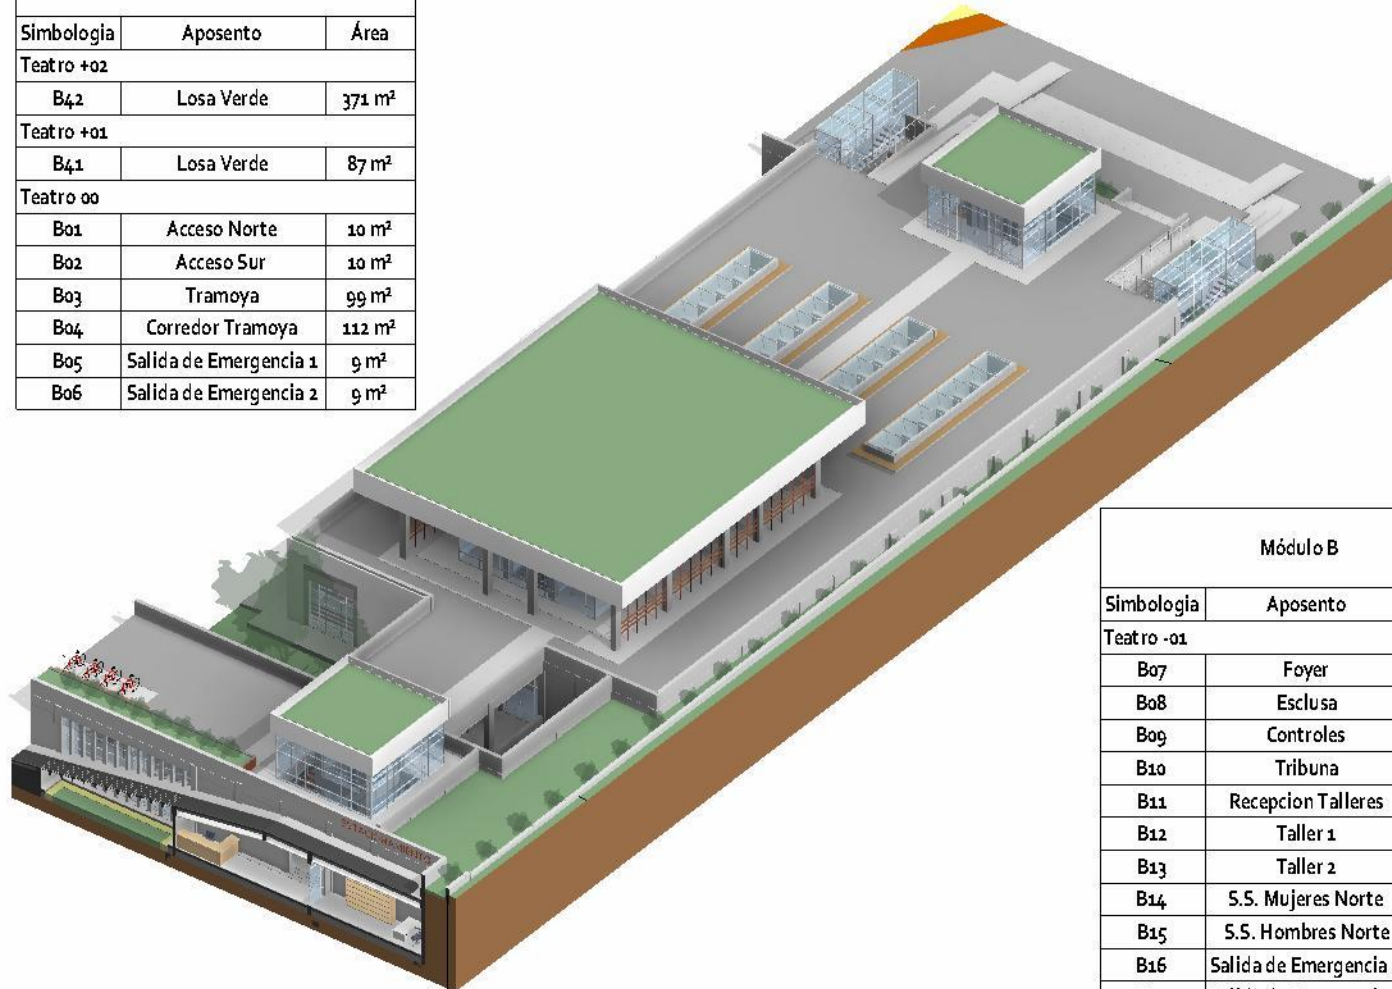 Simbologia Aposento Área
Teatro +02
B42 Losa Verde 371 m²
Teatro +01
B41 Losa Verde 87 m²
Teatro 00
B01 Acceso Norte 10 m²
B02 Acceso Sur 10 m²
B03 Tramoya 99 m²
B04 Corredor Tramoya 112 m²
B05 Salida de Emergencia 1 9 m²
B06 Salida de Emergencia 2 9 m²
ESTACIONAMIENTO
Módulo B
Simbologia Aposento
Teatro -01
B07 Foyer
B08 Esclusa
B09 Controles
B10 Tribuna
B11 Recepcion Talleres
B12 Taller 1
B13 Taller 2
B14 S.S. Mujeres Norte
B15 S.S. Hombres Norte
B16 Salida de Emergencia